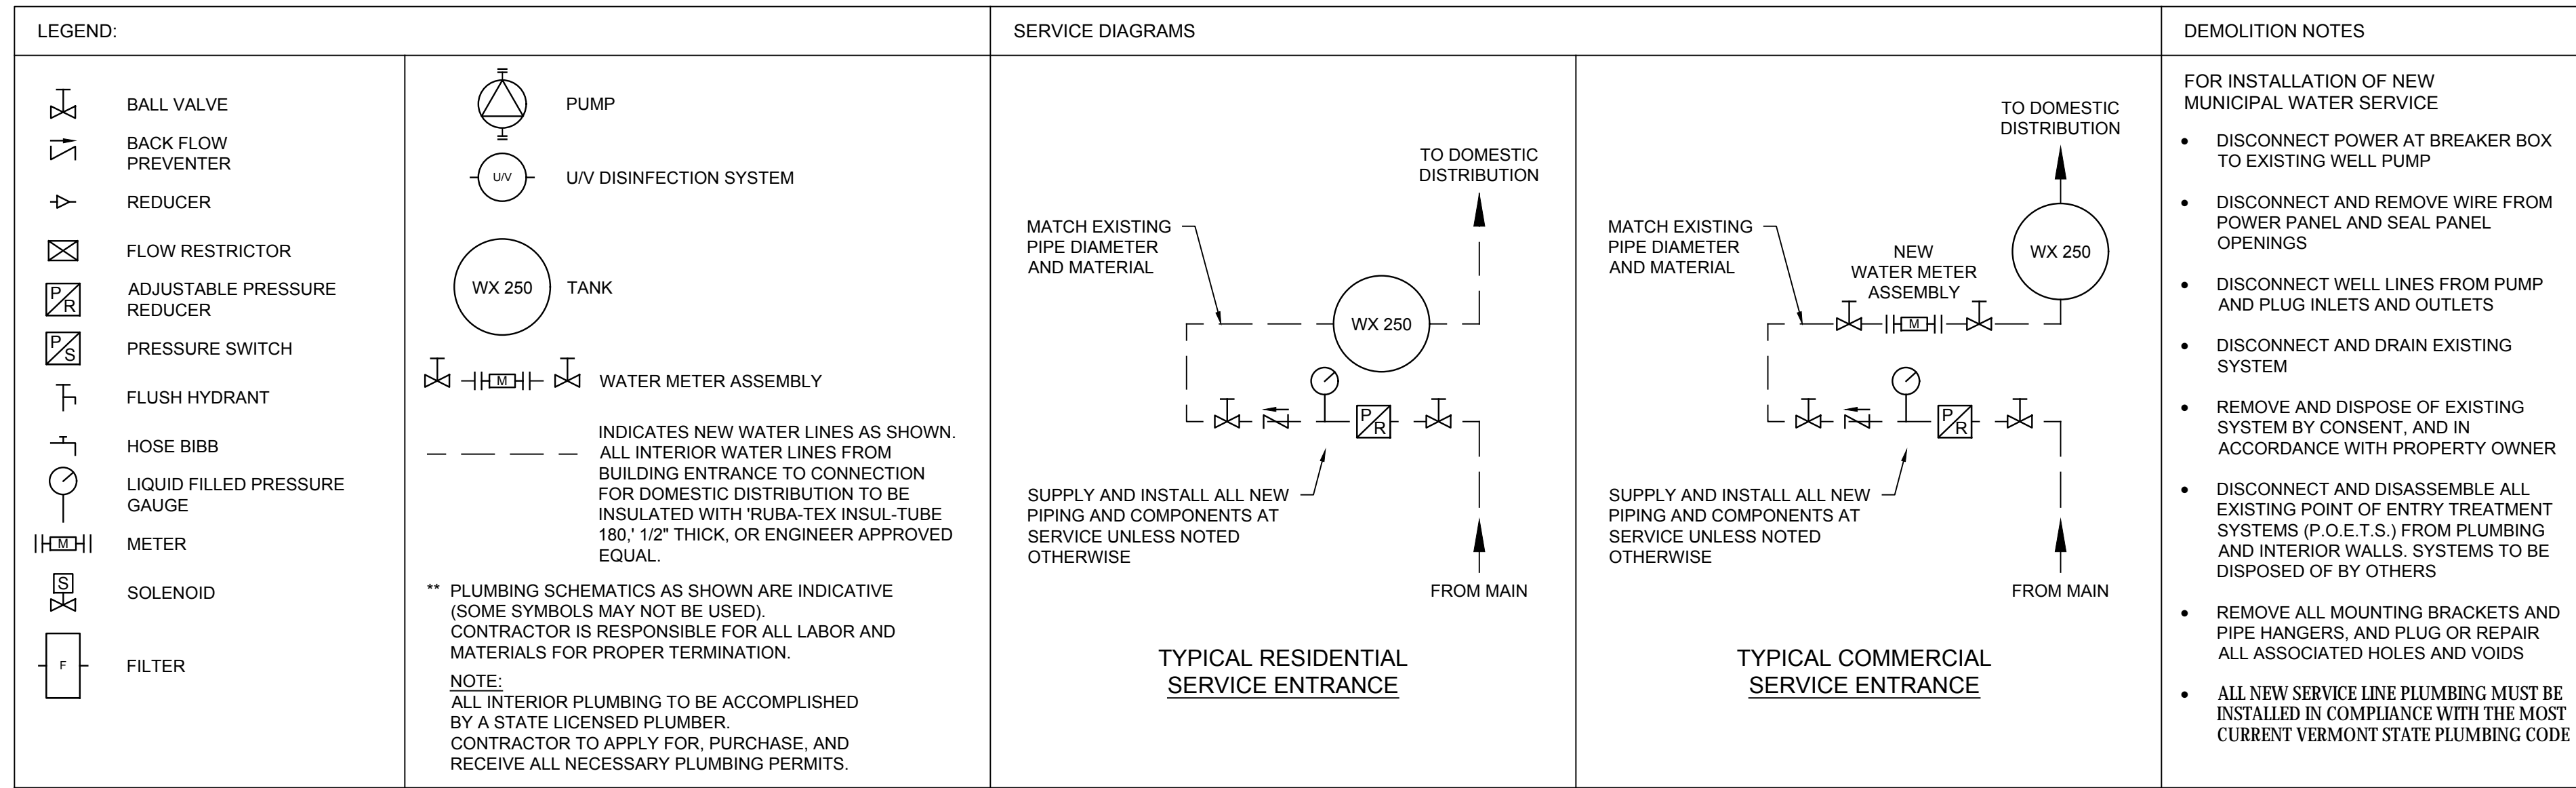 LEGEND:
BALL VALVE
BACK FLOW
PREVENTER
REDUCER
FLOW RESTRICTOR
P/R
ADJUSTABLE PRESSURE
REDUCER
P/S
PRESSURE SWITCH
FLUSH HYDRANT
HOSE BIBB
LIQUID FILLED PRESSURE
GAUGE
M
METER
S
SOLENOID
F
FILTER
PUMP
U/V
U/V DISINFECTION SYSTEM
WX 250
TANK
M
WATER METER ASSEMBLY
INDICATES NEW WATER LINES AS SHOWN.
ALL INTERIOR WATER LINES FROM
BUILDING ENTRANCE TO CONNECTION
FOR DOMESTIC DISTRIBUTION TO BE
INSULATED WITH 'RUBA-TEX INSUL-TUBE
180,' 1/2" THICK, OR ENGINEER APPROVED
EQUAL.
** PLUMBING SCHEMATICS AS SHOWN ARE INDICATIVE
(SOME SYMBOLS MAY NOT BE USED).
CONTRACTOR IS RESPONSIBLE FOR ALL LABOR AND
MATERIALS FOR PROPER TERMINATION.
NOTE:
ALL INTERIOR PLUMBING TO BE ACCOMPLISHED
BY A STATE LICENSED PLUMBER.
CONTRACTOR TO APPLY FOR, PURCHASE, AND
RECEIVE ALL NECESSARY PLUMBING PERMITS.
SERVICE DIAGRAMS
TO DOMESTIC
DISTRIBUTION
MATCH EXISTING
PIPE DIAMETER
AND MATERIAL
WX 250
P/R
SUPPLY AND INSTALL ALL NEW
PIPING AND COMPONENTS AT
SERVICE UNLESS NOTED
OTHERWISE
FROM MAIN
TYPICAL RESIDENTIAL
SERVICE ENTRANCE
TO DOMESTIC
DISTRIBUTION
MATCH EXISTING
PIPE DIAMETER
AND MATERIAL
NEW
WATER METER
ASSEMBLY
WX 250
M
P/R
SUPPLY AND INSTALL ALL NEW
PIPING AND COMPONENTS AT
SERVICE UNLESS NOTED
OTHERWISE
FROM MAIN
TYPICAL COMMERCIAL
SERVICE ENTRANCE
DEMOLITION NOTES
FOR INSTALLATION OF NEW
MUNICIPAL WATER SERVICE
• DISCONNECT POWER AT BREAKER BOX
TO EXISTING WELL PUMP
• DISCONNECT AND REMOVE WIRE FROM
POWER PANEL AND SEAL PANEL
OPENINGS
• DISCONNECT WELL LINES FROM PUMP
AND PLUG INLETS AND OUTLETS
• DISCONNECT AND DRAIN EXISTING
SYSTEM
• REMOVE AND DISPOSE OF EXISTING
SYSTEM BY CONSENT, AND IN
ACCORDANCE WITH PROPERTY OWNER
• DISCONNECT AND DISASSEMBLE ALL
EXISTING POINT OF ENTRY TREATMENT
SYSTEMS (P.O.E.T.S.) FROM PLUMBING
AND INTERIOR WALLS. SYSTEMS TO BE
DISPOSED OF BY OTHERS
• REMOVE ALL MOUNTING BRACKETS AND
PIPE HANGERS, AND PLUG OR REPAIR
ALL ASSOCIATED HOLES AND VOIDS
• ALL NEW SERVICE LINE PLUMBING MUST BE
INSTALLED IN COMPLIANCE WITH THE MOST
CURRENT VERMONT STATE PLUMBING CODE